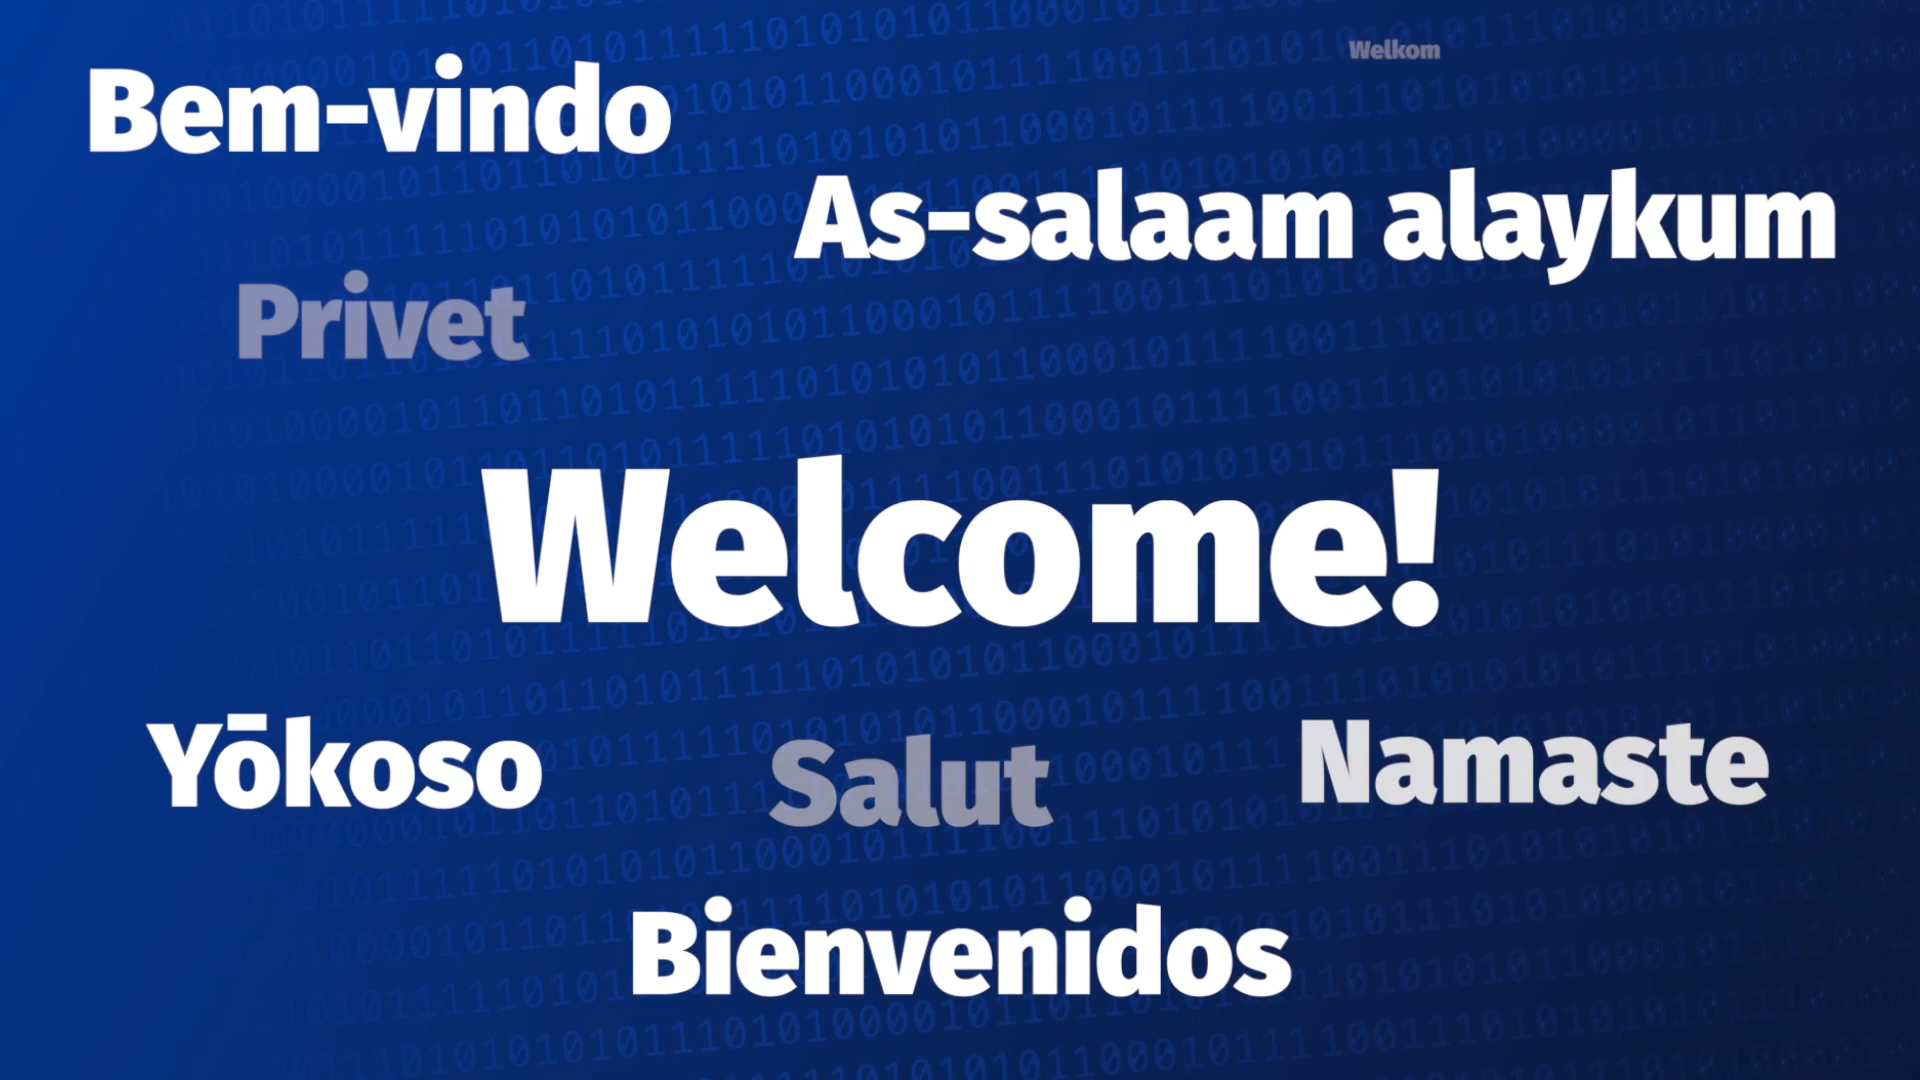 Welkom
Bem-vindo
As-salaam alaykum
Privet
Welcome!
Yōkoso
Salut
Namaste
Bienvenidos